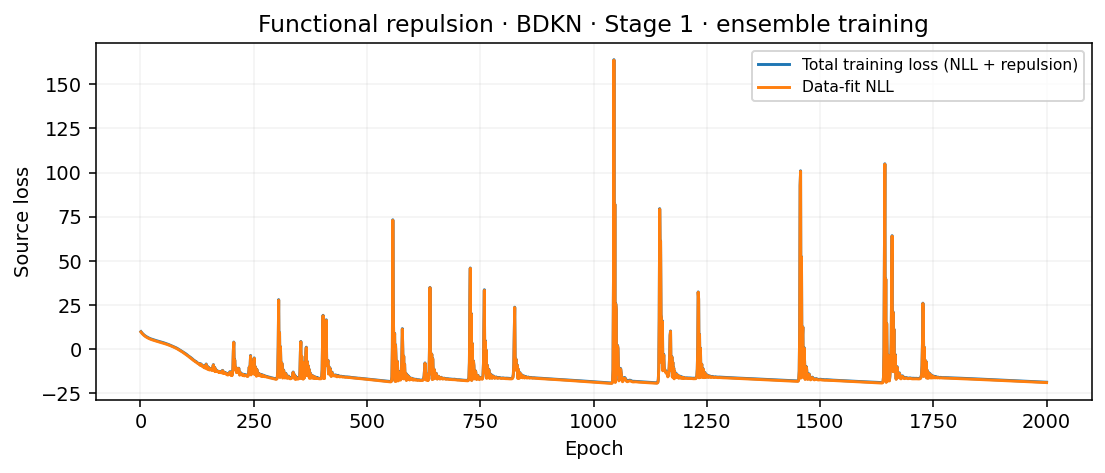 Functional repulsion · BDKN · Stage 1 · ensemble training
Total training loss (NLL + repulsion)
Data-fit NLL
Source loss
150
125
100
75
50
25
0
−25
0 250 500 750 1000 1250 1500 1750 2000
Epoch